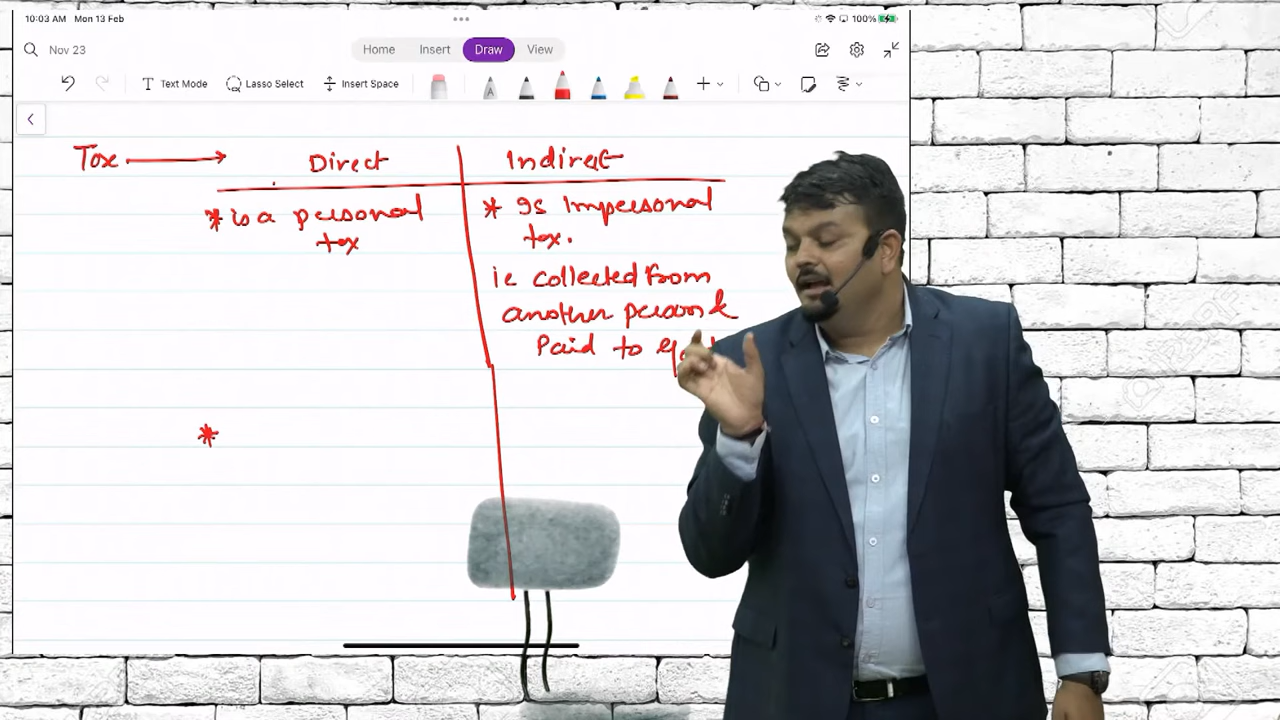 10:03 AM Mon 13 Feb
100%
Nov 23
Home Insert Draw View
Text Mode Lasso Select Insert Space
Tax Direct Indirect
* is a personal
tax
* Is Impersonal
tax.
ie collected from
another person &
Paid to
*